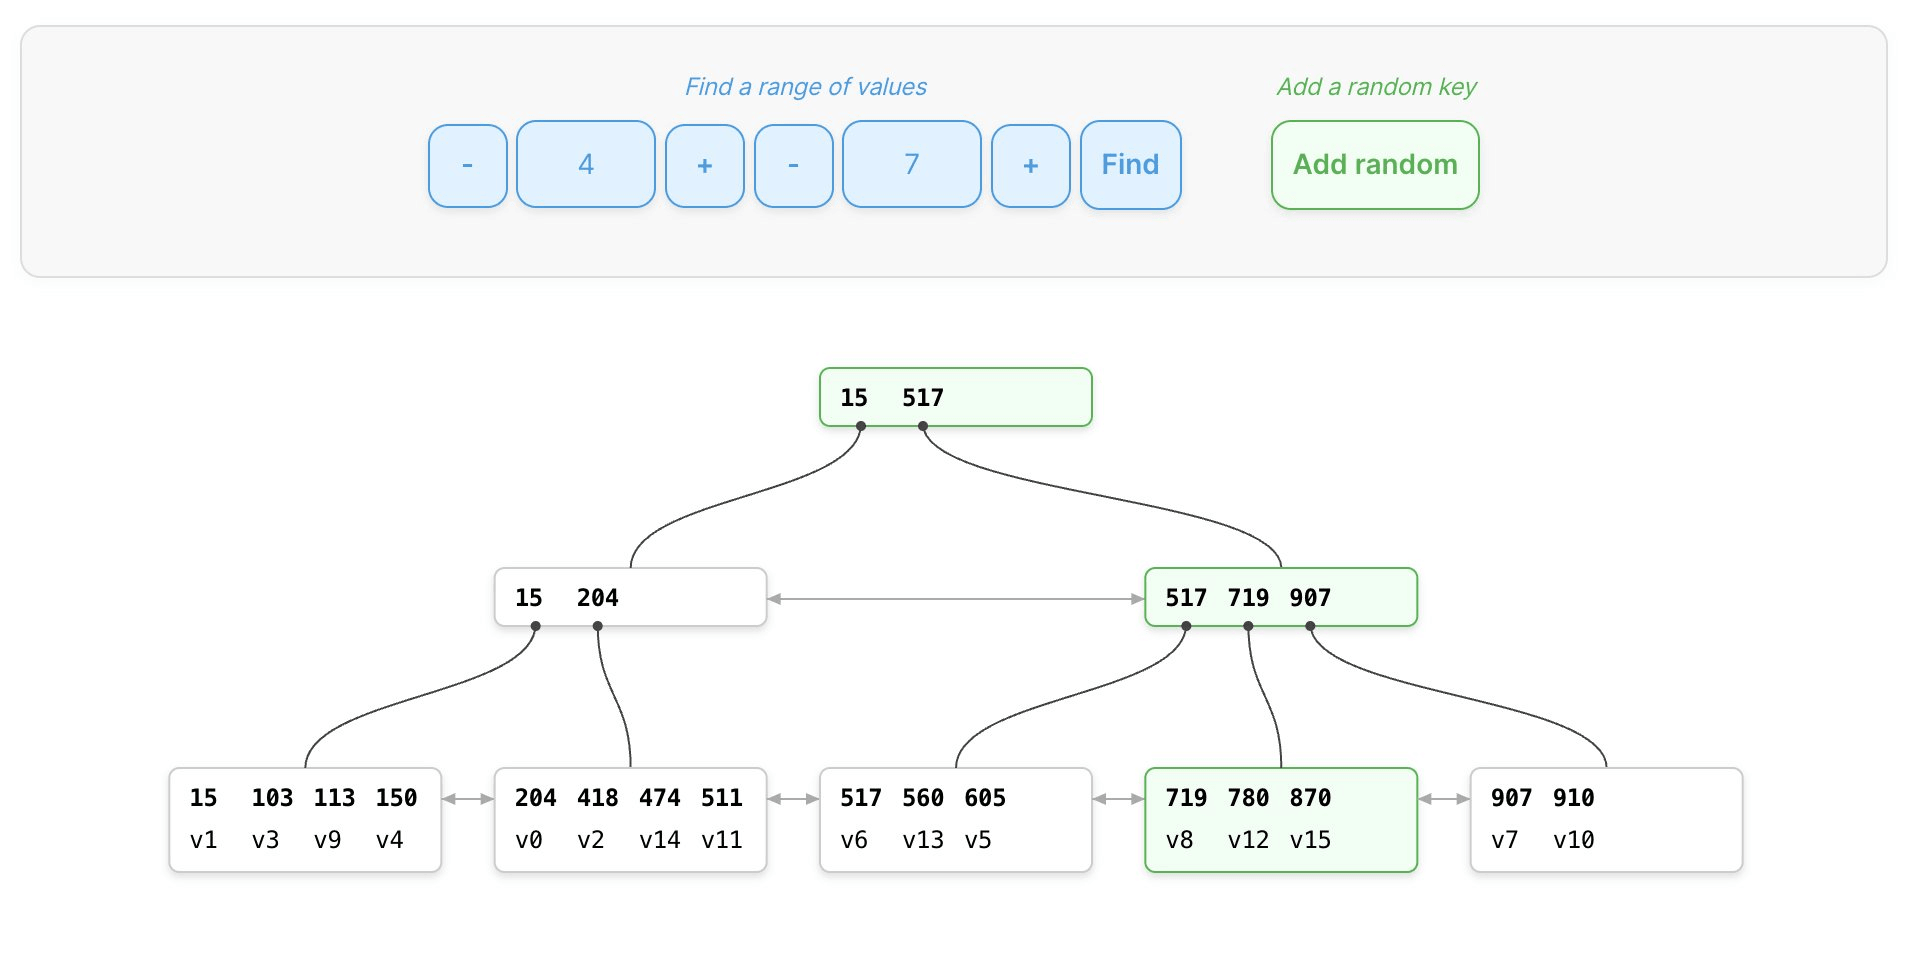 Find a range of values
Add a random key
- 4 + - 7 + Find
Add random
15 517
15 204
517 719 907
15 103 113 150
v1 v3 v9 v4
204 418 474 511
v0 v2 v14 v11
517 560 605
v6 v13 v5
719 780 870
v8 v12 v15
907 910
v7 v10